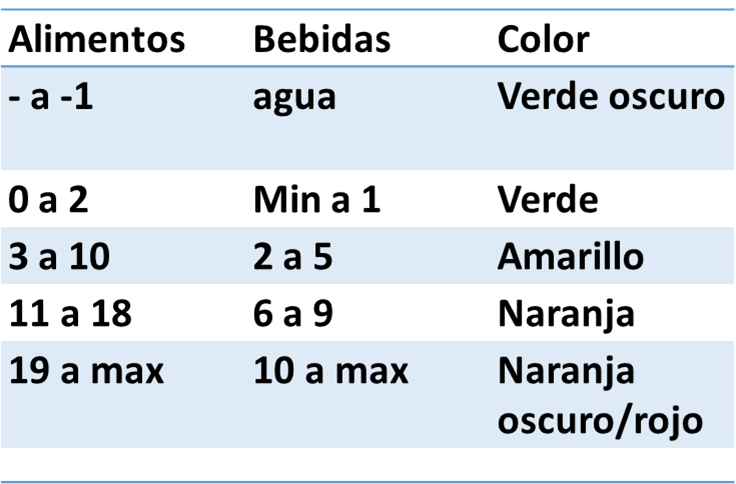 Alimentos Bebidas Color
- a -1 agua Verde oscuro
0 a 2 Min a 1 Verde
3 a 10 2 a 5 Amarillo
11 a 18 6 a 9 Naranja
19 a max 10 a max Naranja
oscuro/rojo